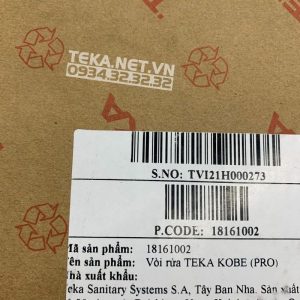 TEKA.NET.VN
0934.32.32.32
S.NO: TVI21H000273
P.CODE: 18161002
Mã sản phẩm: 18161002
Tên sản phẩm: Vòi rửa TEKA KOBE (PRO)
Nhà xuất khẩu:
Teka Sanitary Systems S.A, Tây Ban Nha. Sản xuất